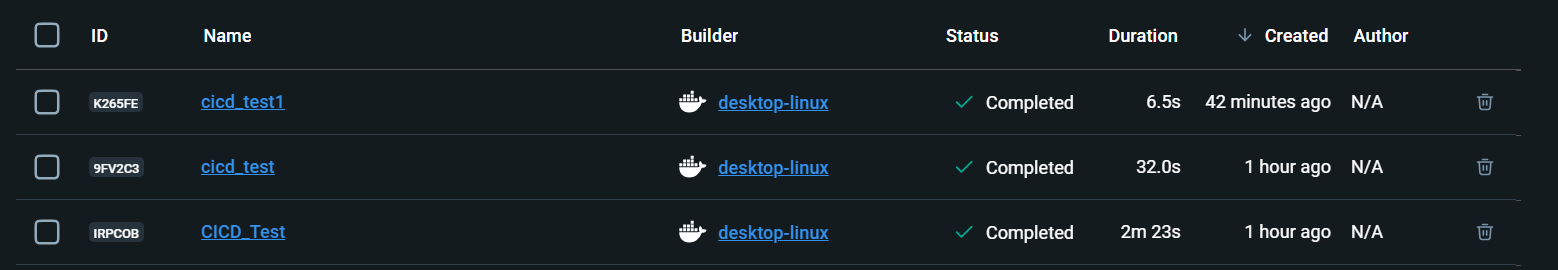 ID Name Builder Status Duration Created Author
K265FE cicd_test1 desktop-linux Completed 6.5s 42 minutes ago N/A
9FV2C3 cicd_test desktop-linux Completed 32.0s 1 hour ago N/A
IRPCOB CICD_Test desktop-linux Completed 2m 23s 1 hour ago N/A